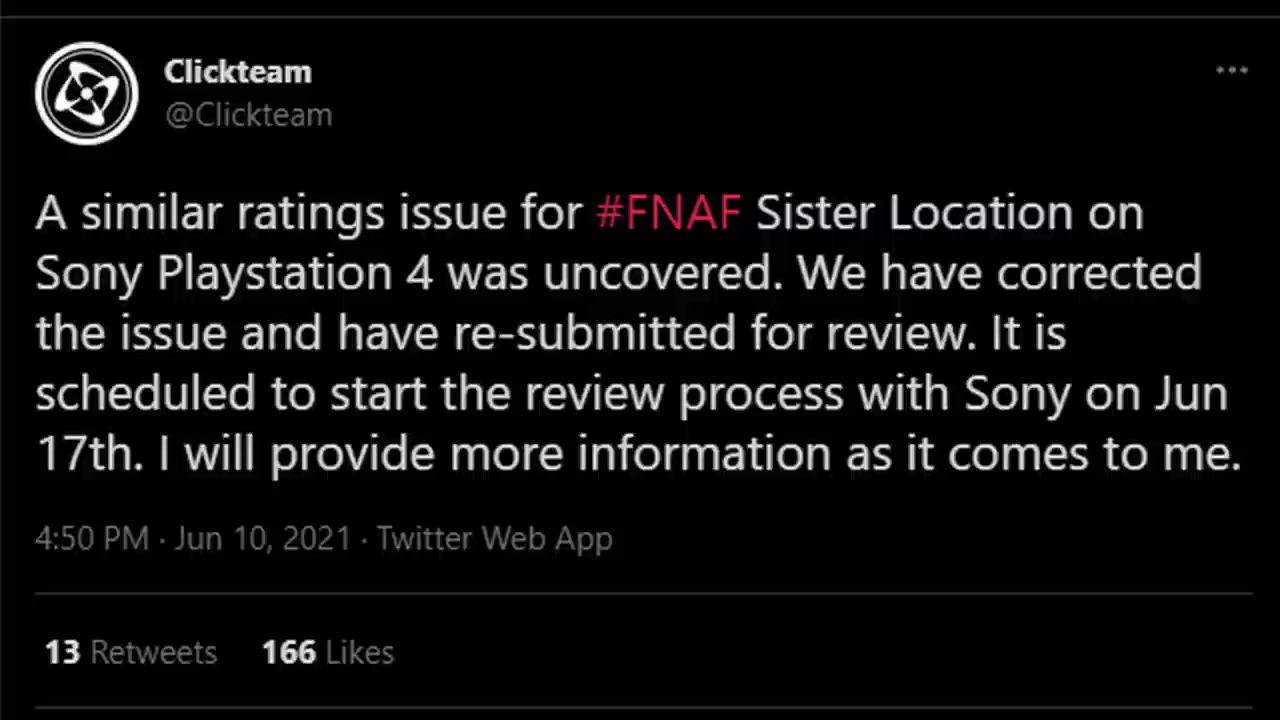 Clickteam
@Clickteam
A similar ratings issue for #FNAF Sister Location on
Sony Playstation 4 was uncovered. We have corrected
the issue and have re-submitted for review. It is
scheduled to start the review process with Sony on Jun
17th. I will provide more information as it comes to me.
4:50 PM · Jun 10, 2021 · Twitter Web App
13 Retweets 166 Likes